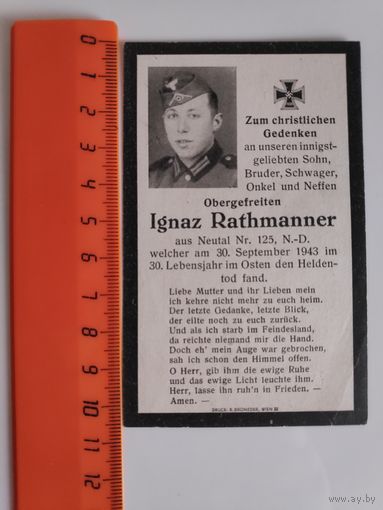 0 1 2 3 4 5 6 7 8 9 10 11 12
Zum christlichen
Gedenken
an unseren innigst-
geliebten Sohn,
Bruder, Schwager,
Onkel und Neffen
Obergefreiten
Ignaz Rathmanner
aus Neutal Nr. 125, N.-D.
welcher am 30. September 1943 im
30. Lebensjahr im Osten den Helden-
tod fand.
Liebe Mutter und ihr Lieben mein
ich kehre nicht mehr zu euch heim.
Der letzte Gedanke, letzte Blick,
der eilte noch zu euch zurück.
Und als ich starb im Feindesland,
da reichte niemand mir die Hand.
Doch eh' mein Auge war gebrochen,
sah ich schon den Himmel offen.
O Herr, gib ihm die ewige Ruhe
und das ewige Licht leuchte ihm.
Herr, lasse ihn ruh'n in Frieden. —
Amen. —
https://www.ay.by